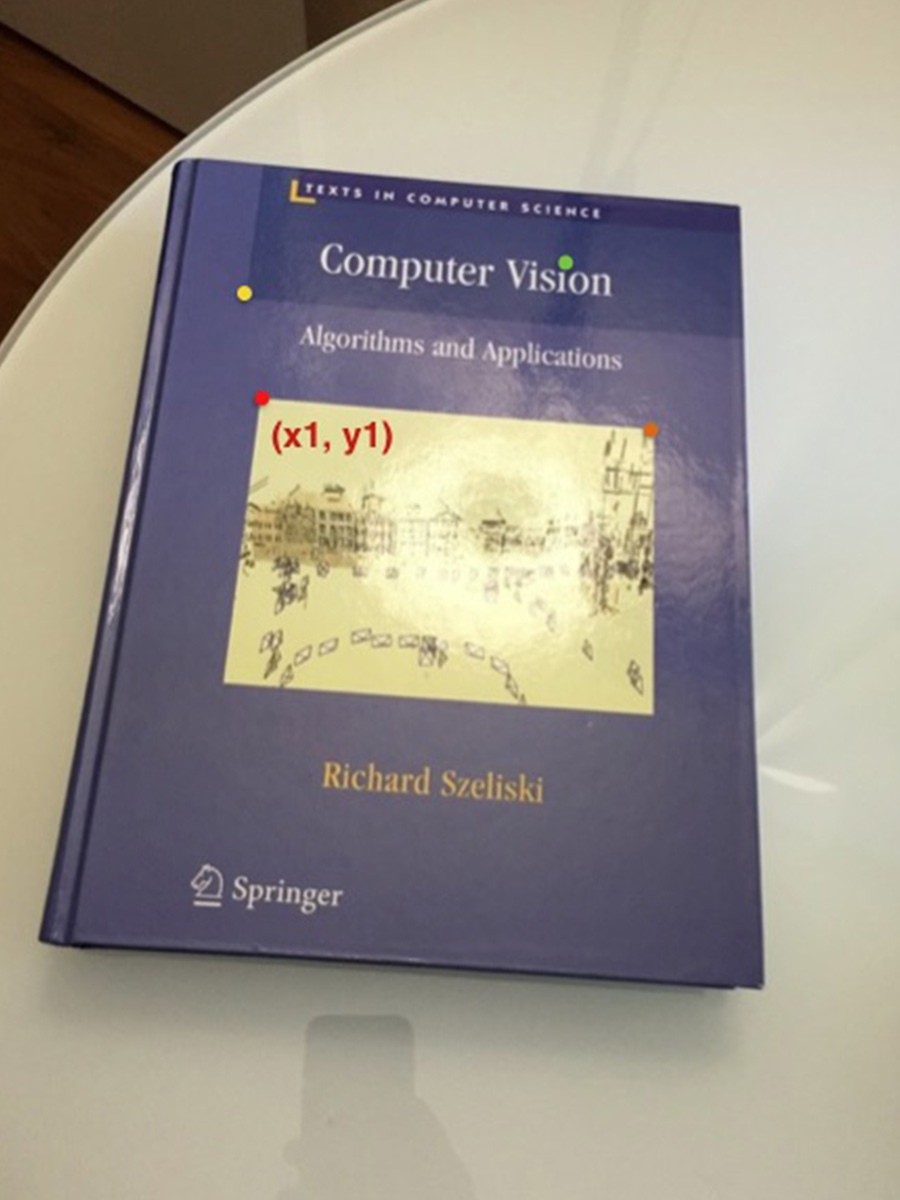 TEXTS IN COMPUTER SCIENCE
Computer Vision
Algorithms and Applications
(x1, y1)
Richard Szeliski
Springer